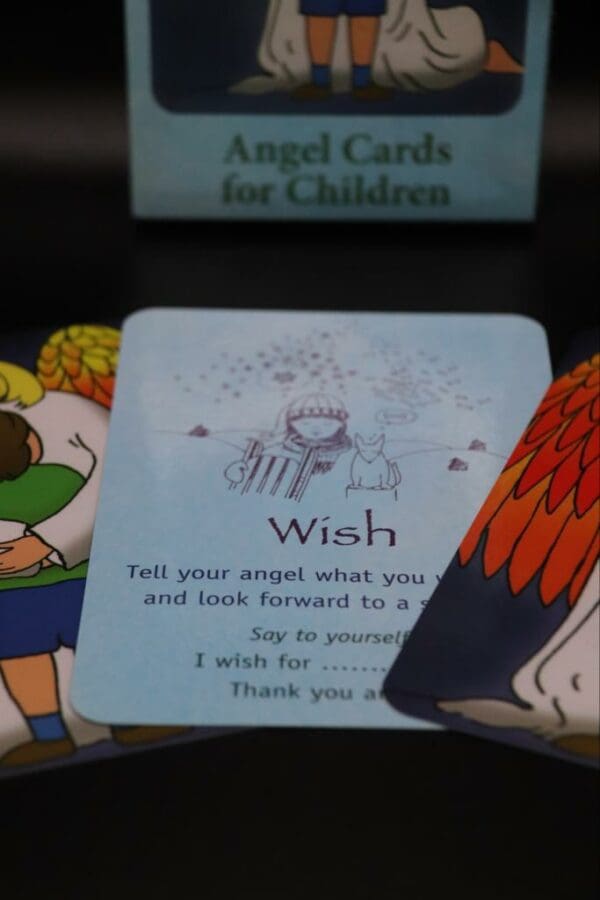 Angel Cards
for Children
Wish
Tell your angel what you
and look forward to a
Say to yourself
I wish for ........
Thank you